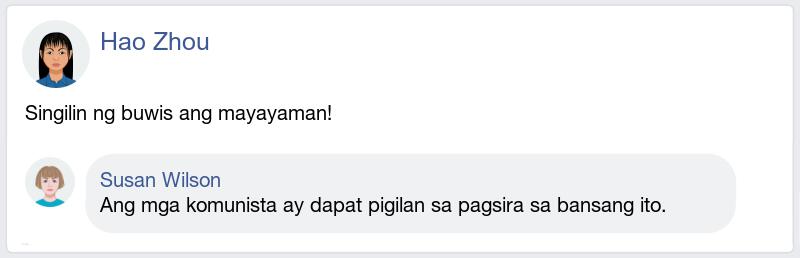 Hao Zhou
Singilin ng buwis ang mayayaman!
Susan Wilson
Ang mga komunista ay dapat pigilan sa pagsira sa bansang ito.